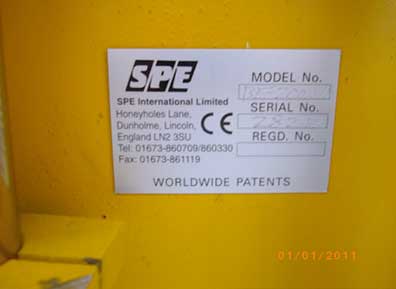 SPE
MODEL No.
SPE International Limited
Honeyholes Lane,
Dunholme, Lincoln,
England LN2 3SU
Tel: 01673-860709/860330
Fax: 01673-861119
CE
SERIAL No.
REGD. No.
WORLDWIDE PATENTS
01/01/2011